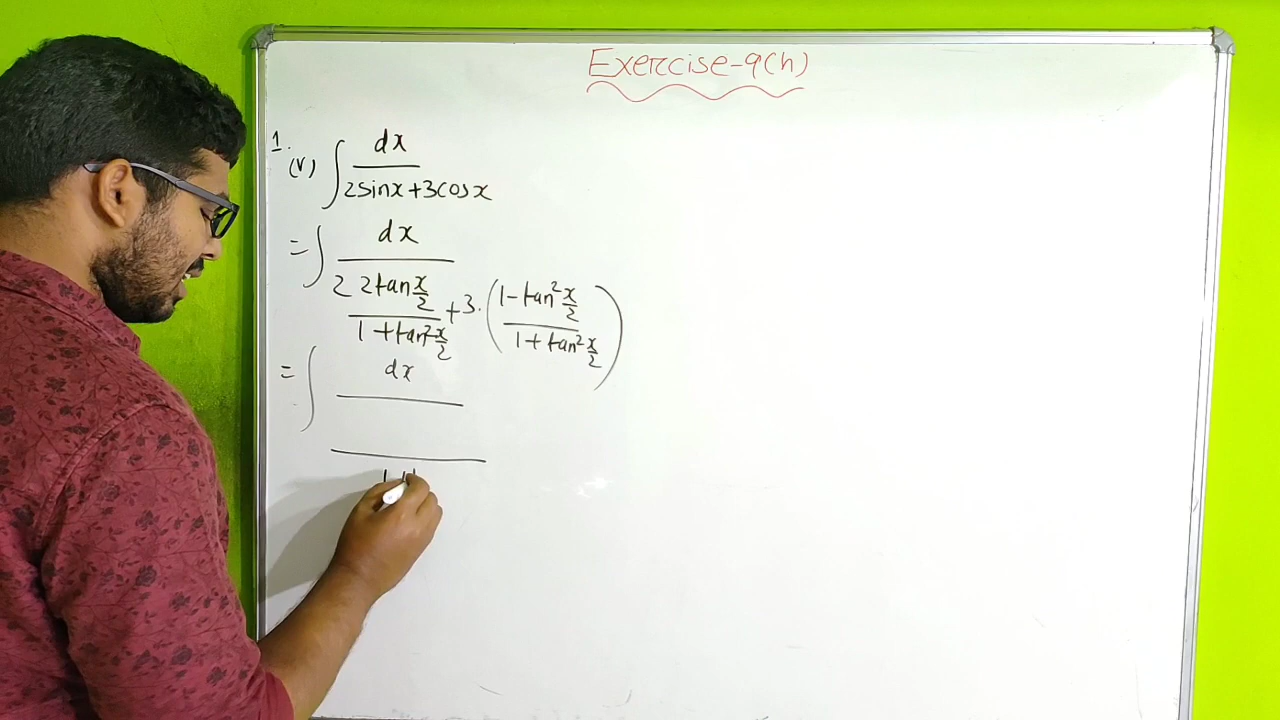 Exercise-9(h)
1.
(v) ∫ dx / 2sinx+3cosx
= ∫ dx / 2 2tan x/2 / 1+tan² x/2 + 3. (1-tan² x/2 / 1+tan² x/2)
= ∫ dx